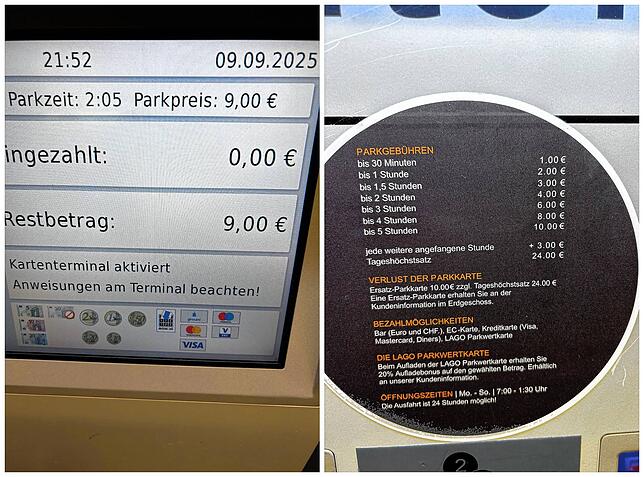 21:52 09.09.2025
Parkzeit: 2:05 Parkpreis: 9,00 €
ingezahlt: 0,00 €
Restbetrag: 9,00 €
Kartenterminal aktiviert
Anweisungen am Terminal beachten!
VISA
PARKGEBÜHREN
bis 30 Minuten 1.00 €
bis 1 Stunde 2.00 €
bis 1,5 Stunden 3.00 €
bis 2 Stunden 4.00 €
bis 3 Stunden 6.00 €
bis 4 Stunden 8.00 €
bis 5 Stunden 10.00 €
jede weitere angefangene Stunde + 3.00 €
Tageshöchstsatz 24.00 €
VERLUST DER PARKKARTE
Ersatz-Parkkarte 10.00€ zzgl. Tageshöchstsatz 24.00 €
Eine Ersatz-Parkkarte erhalten Sie an der
Kundeninformation im Erdgeschoss.
BEZAHLMÖGLICHKEITEN
Bar (Euro und CHF.), EC-Karte, Kreditkarte (Visa,
Mastercard, Diners), LAGO Parkwertkarte
DIE LAGO PARKWERTKARTE
Beim Aufladen der LAGO Parkwertkarte erhalten Sie
20% Aufladebonus auf den gewählten Betrag. Erhältlich
an unserer Kundeninformation.
ÖFFNUNGSZEITEN | Mo. - So. | 7:00 - 1:30 Uhr
Die Ausfahrt ist 24 Stunden möglich!
2